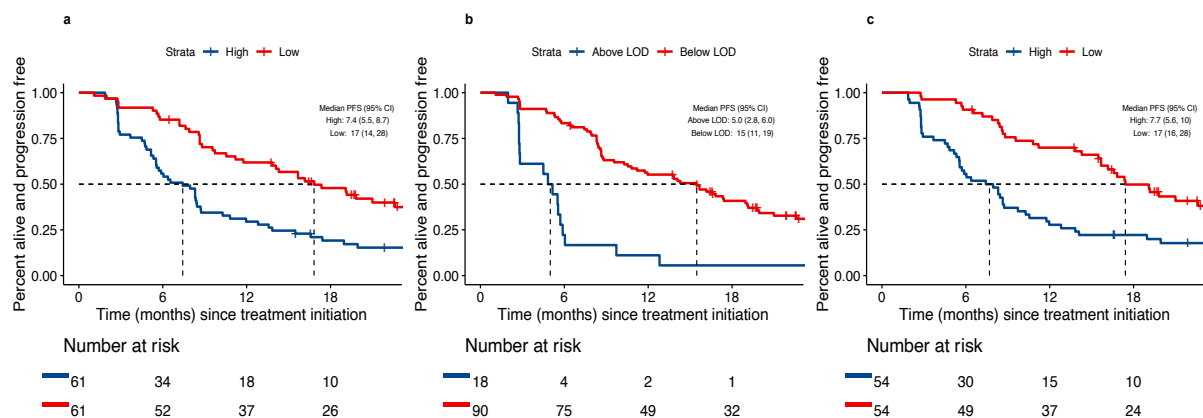 a
Strata High Low
Percent alive and progression free
1.00
0.75
0.50
0.25
0.00
Median PFS (95% CI)
High: 7.4 (5.5, 8.7)
Low: 17 (14, 28)
0 6 12 18
Time (months) since treatment initiation
Number at risk
61 34 18 10
61 52 37 26
b
Strata Above LOD Below LOD
Percent alive and progression free
1.00
0.75
0.50
0.25
0.00
Median PFS (95% CI)
Above LOD: 5.0 (2.8, 6.0)
Below LOD: 15 (11, 19)
0 6 12 18
Time (months) since treatment initiation
Number at risk
18 4 2 1
90 75 49 32
c
Strata High Low
Percent alive and progression free
1.00
0.75
0.50
0.25
0.00
Median PFS (95% CI)
High: 7.7 (5.6, 10)
Low: 17 (16, 28)
0 6 12 18
Time (months) since treatment initiation
Number at risk
54 30 15 10
54 49 37 24